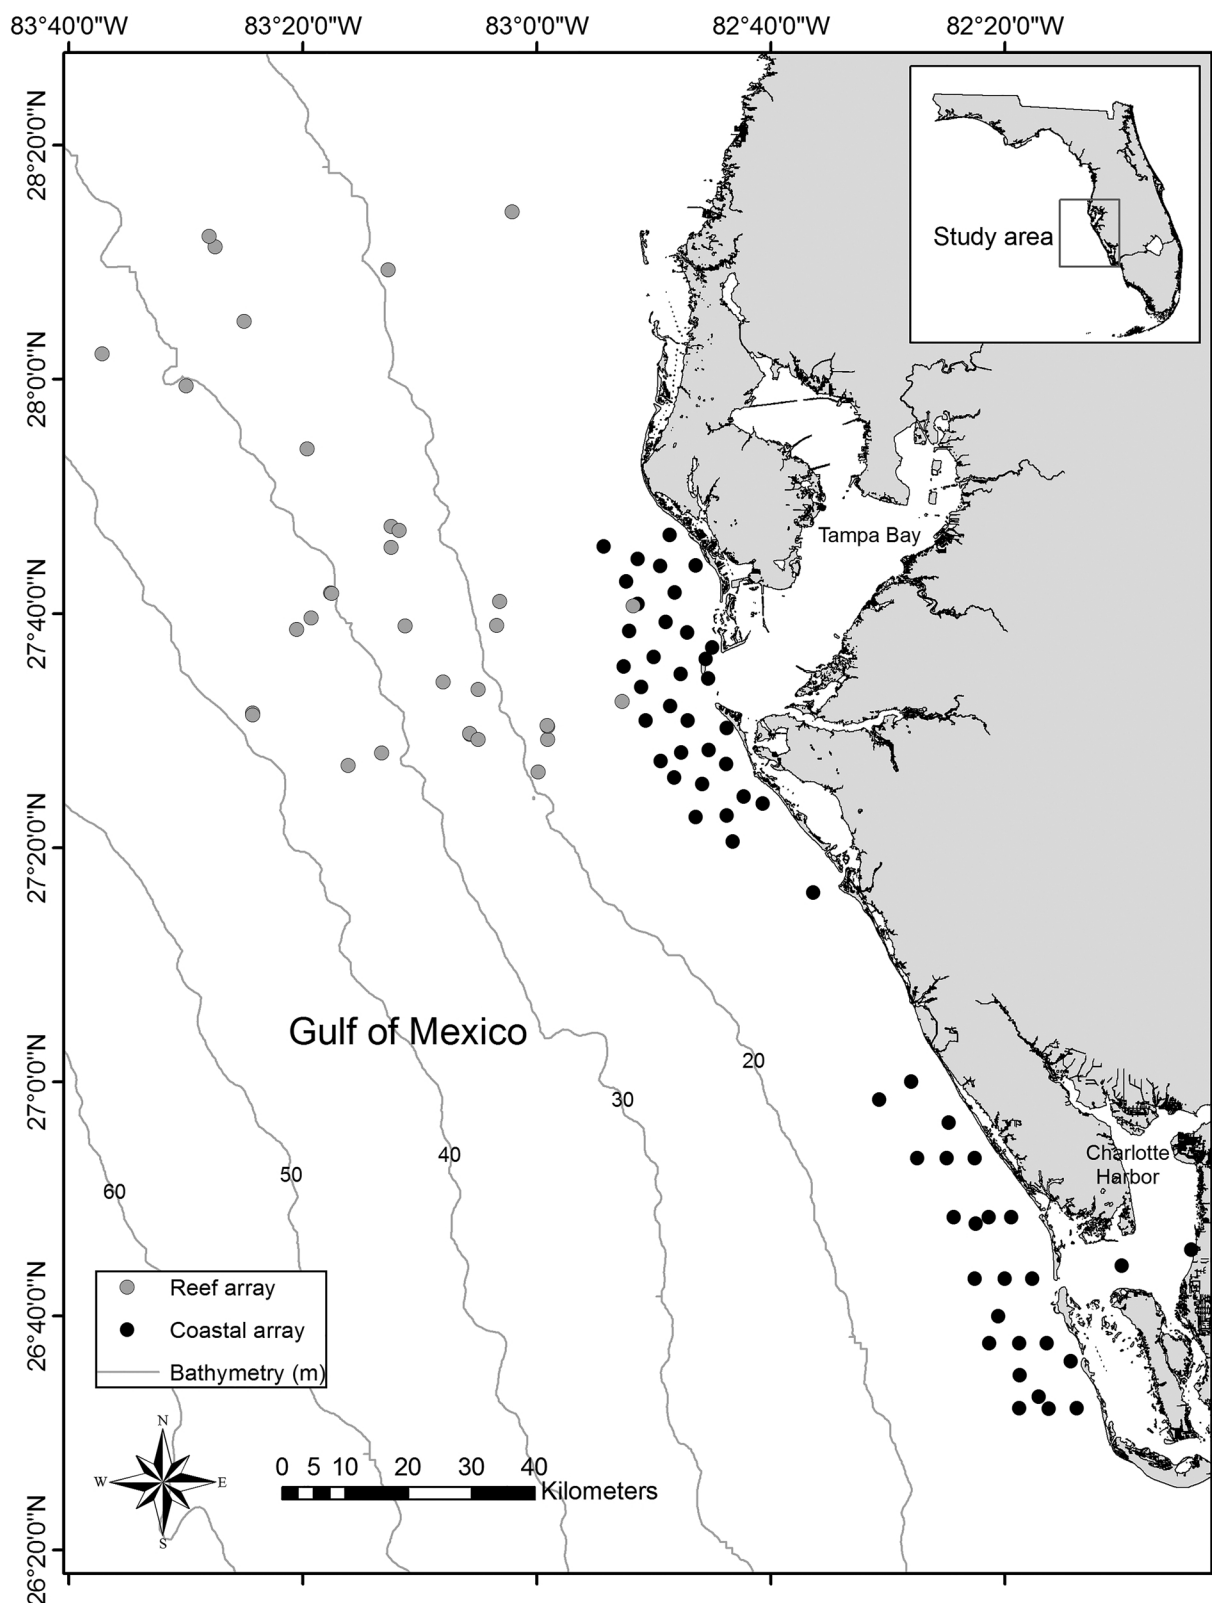 83°40'0"W 83°20'0"W 83°0'0"W 82°40'0"W 82°20'0"W
28°20'0"N
28°0'0"N
27°40'0"N
27°20'0"N
27°0'0"N
26°40'0"N
26°20'0"N
Study area
Tampa Bay
Gulf of Mexico
20
30
40
50
60
Charlotte
Harbor
Reef array
Coastal array
Bathymetry (m)
N
W E
S
0 5 10 20 30 40
Kilometers